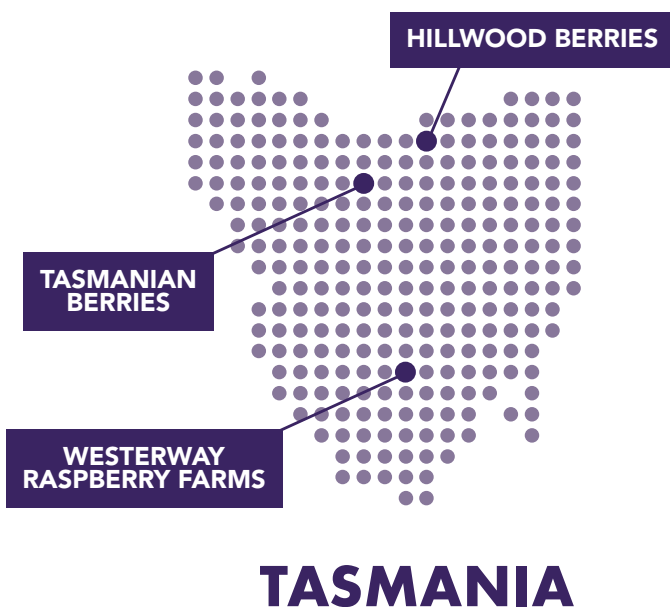 HILLWOOD BERRIES
TASMANIAN
BERRIES
WESTERWAY
RASPBERRY FARMS
TASMANIA